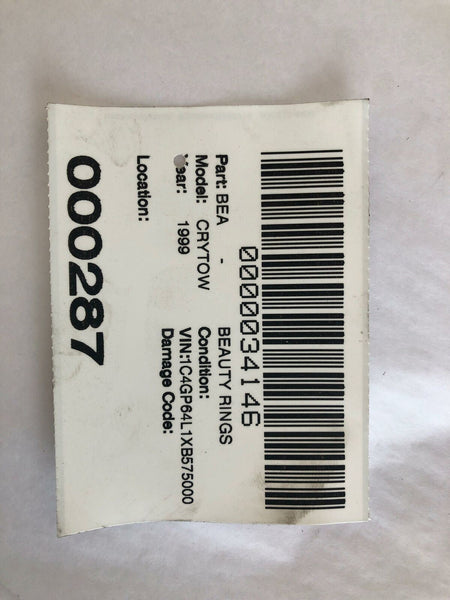 0000034146
Part: BEA - BEAUTY RINGS
Model: CRYTOW Condition:
Year: 1999 VIN:1C4GP64L1XB575000
Damage Code:
Location:
000287